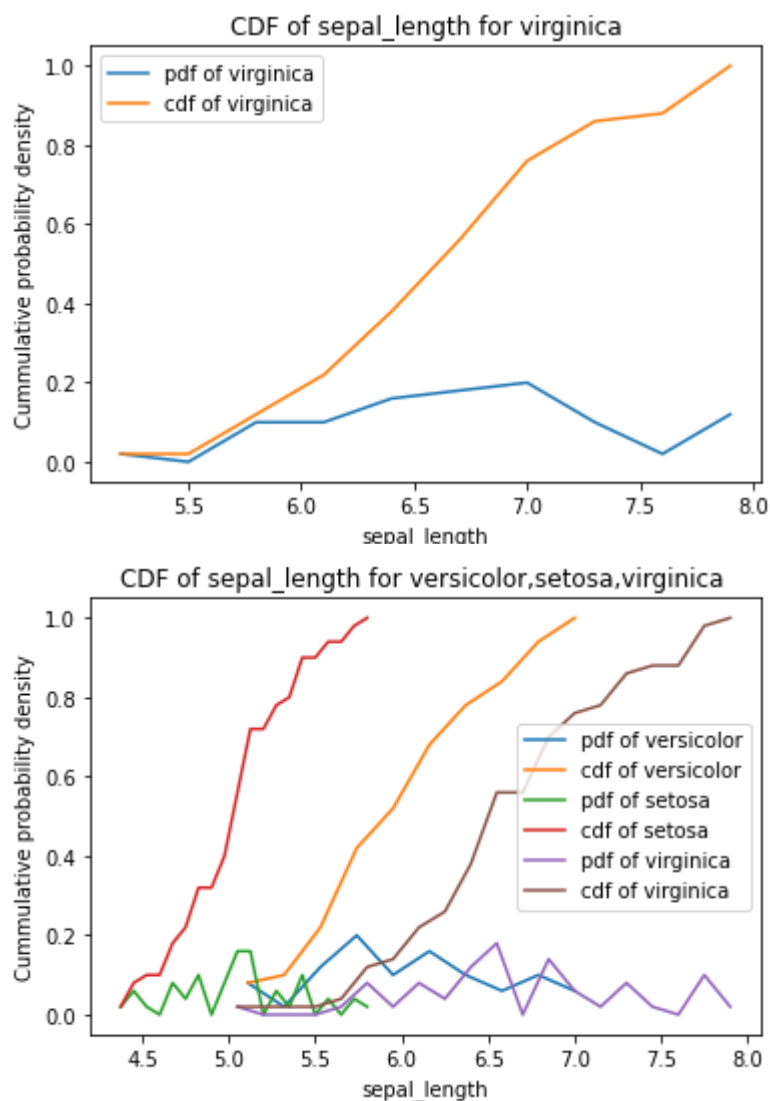 CDF of sepal_length for virginica
pdf of virginica
cdf of virginica
Cummulative probability density
1.0
0.8
0.6
0.4
0.2
0.0
5.5 6.0 6.5 7.0 7.5 8.0
sepal_length
CDF of sepal_length for versicolor,setosa,virginica
Cummulative probability density
1.0
0.8
0.6
0.4
0.2
0.0
pdf of versicolor
cdf of versicolor
pdf of setosa
cdf of setosa
pdf of virginica
cdf of virginica
4.5 5.0 5.5 6.0 6.5 7.0 7.5 8.0
sepal_length